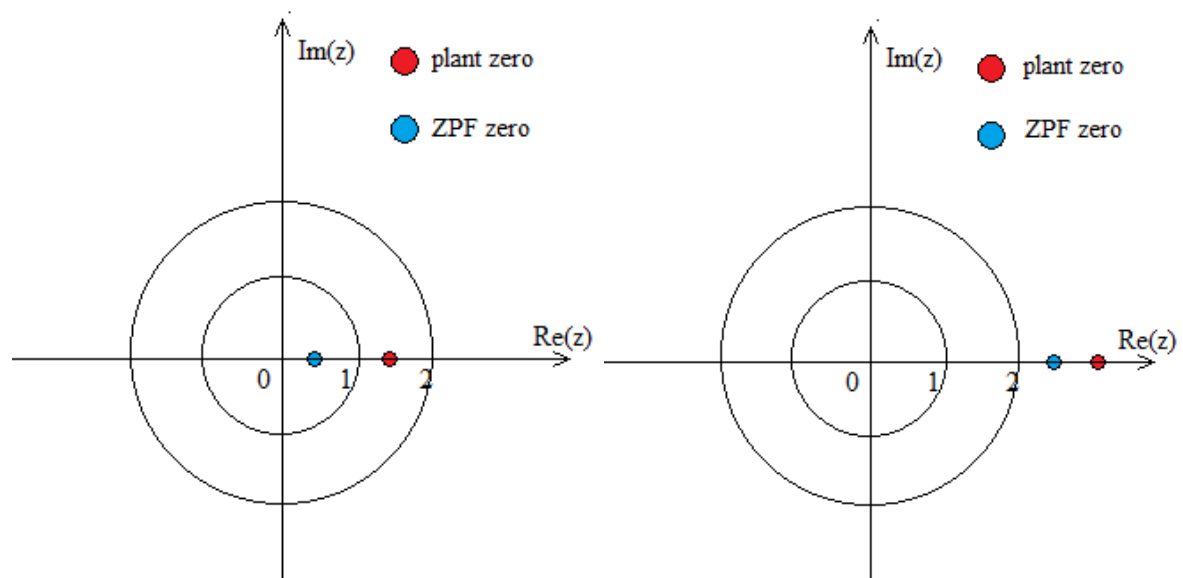 Im(z)
plant zero
ZPF zero
Re(z)
0
1
2
Im(z)
plant zero
ZPF zero
Re(z)
0
1
2